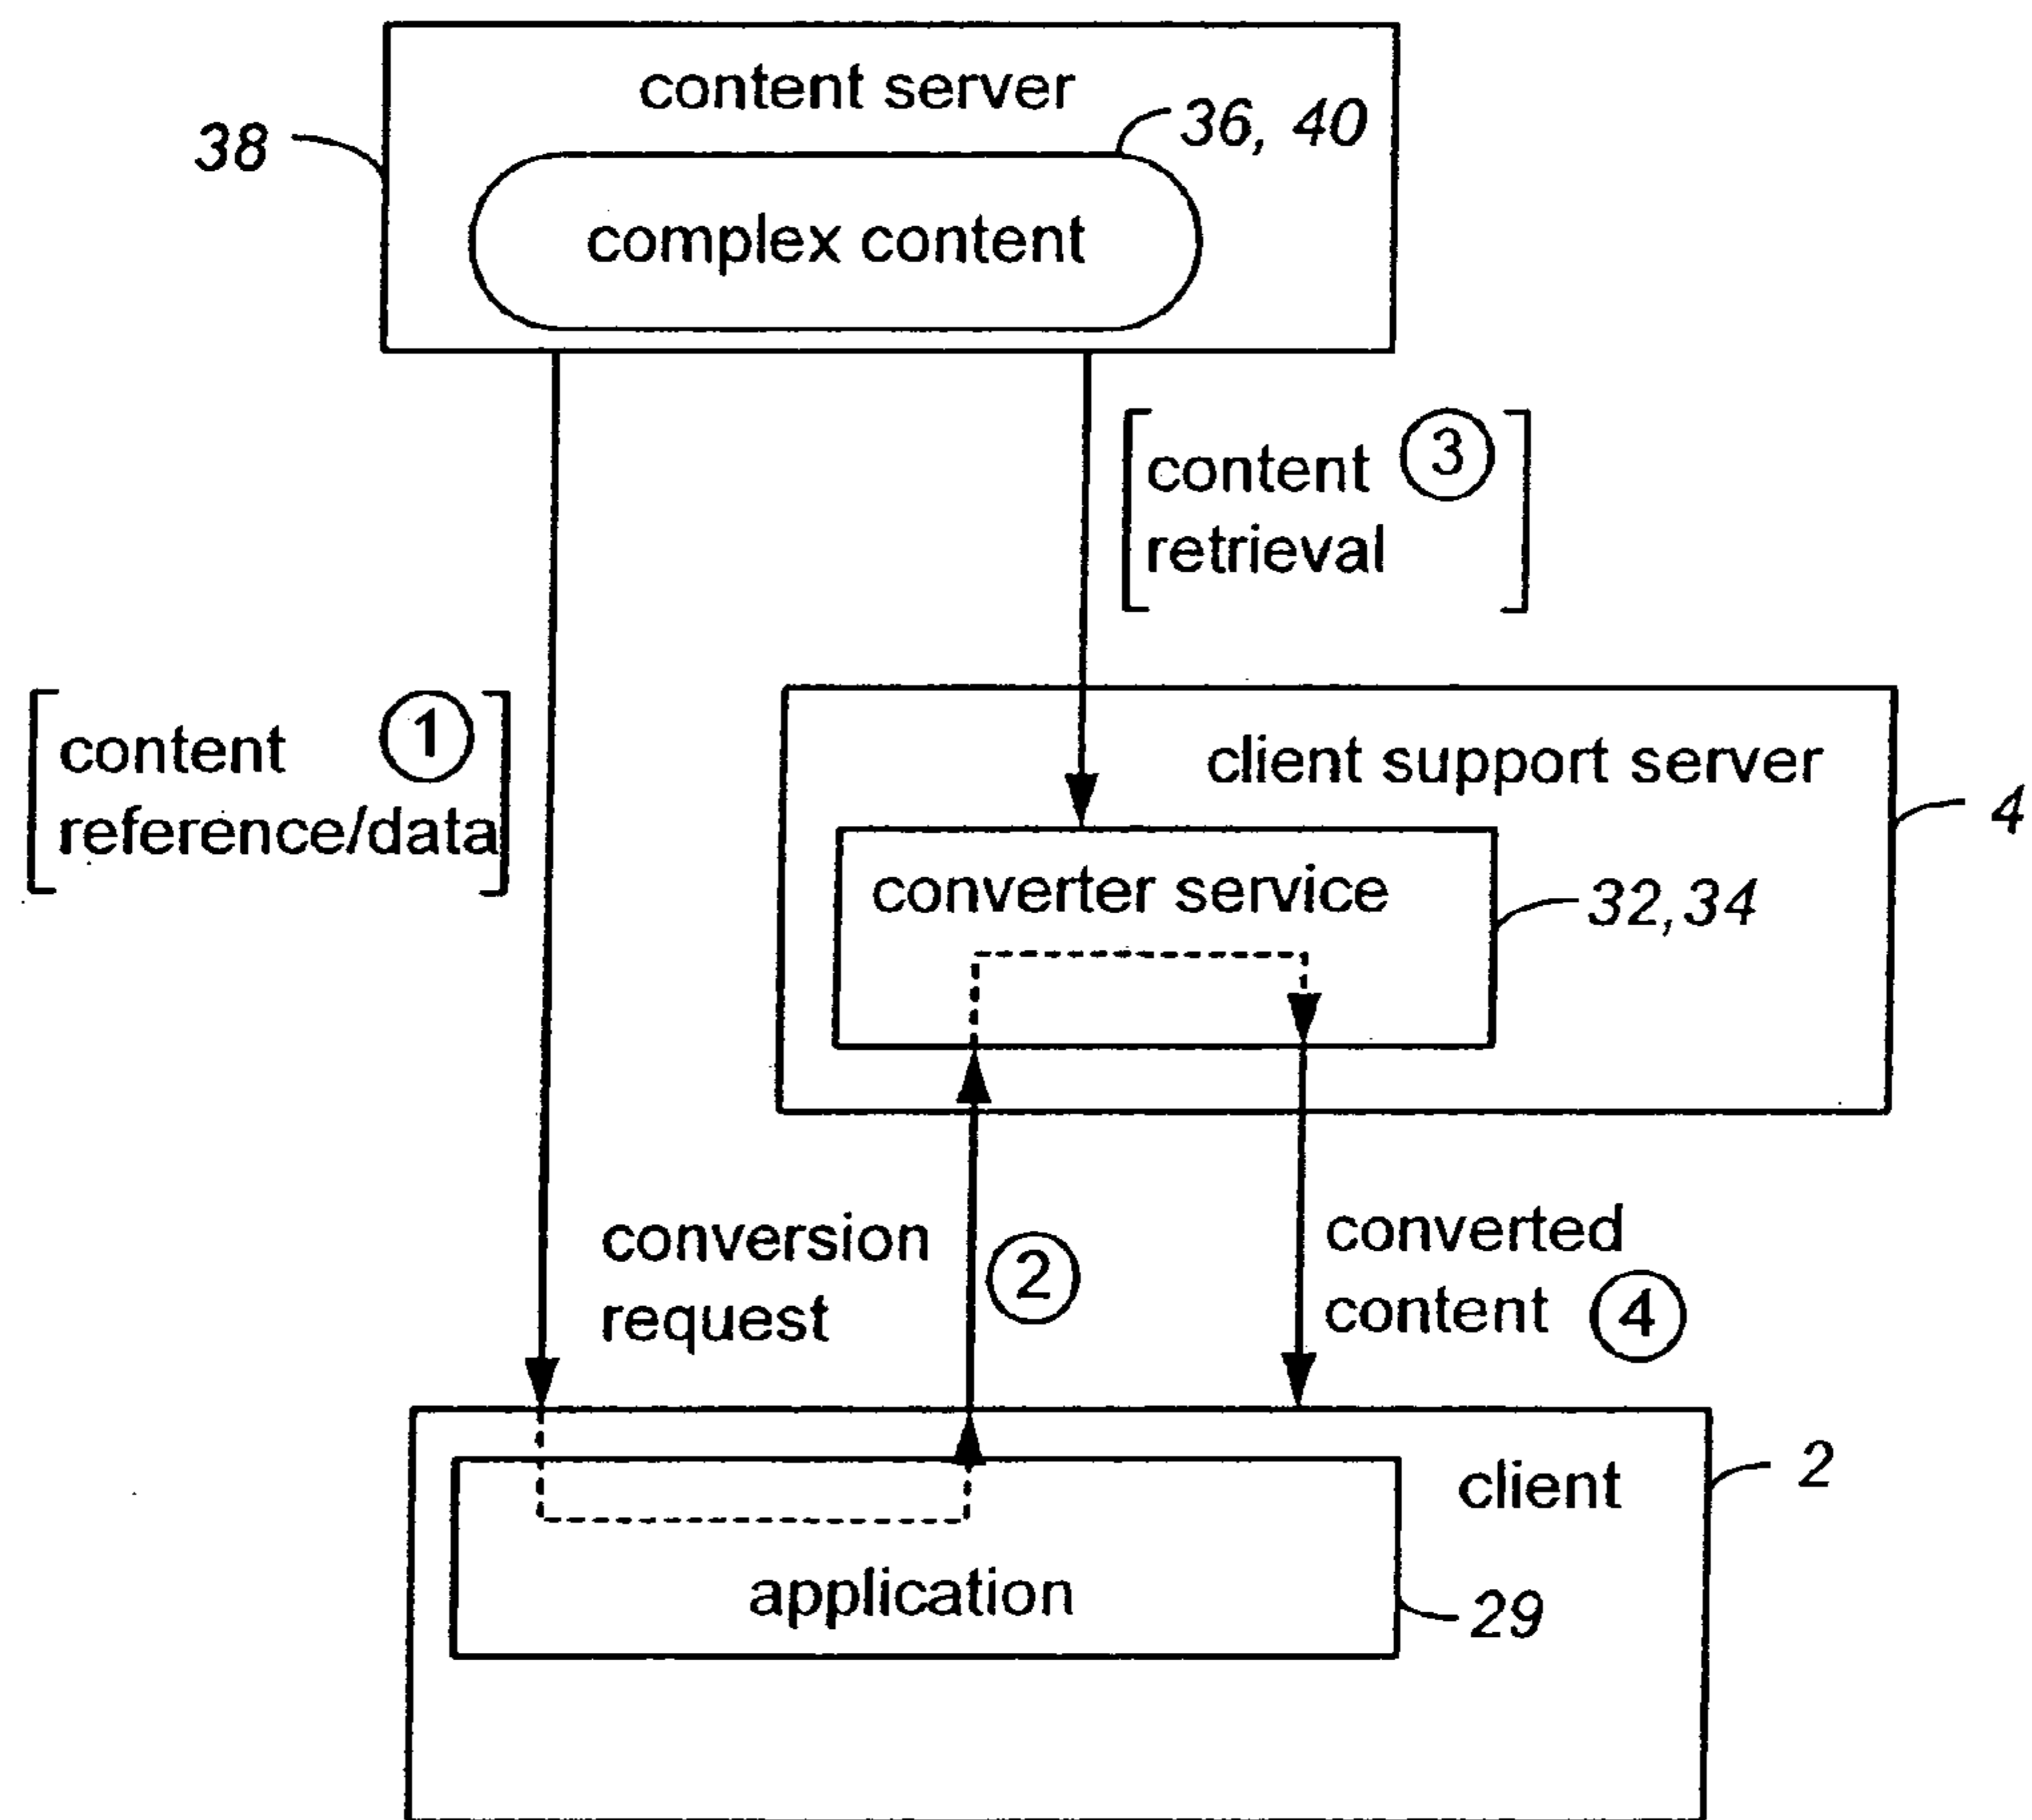 content server
38
36, 40
complex content
content 3
retrieval
content 1
reference/data
client support server
4
converter service
32,34
conversion
request
2
converted
content 4
client
2
application
29